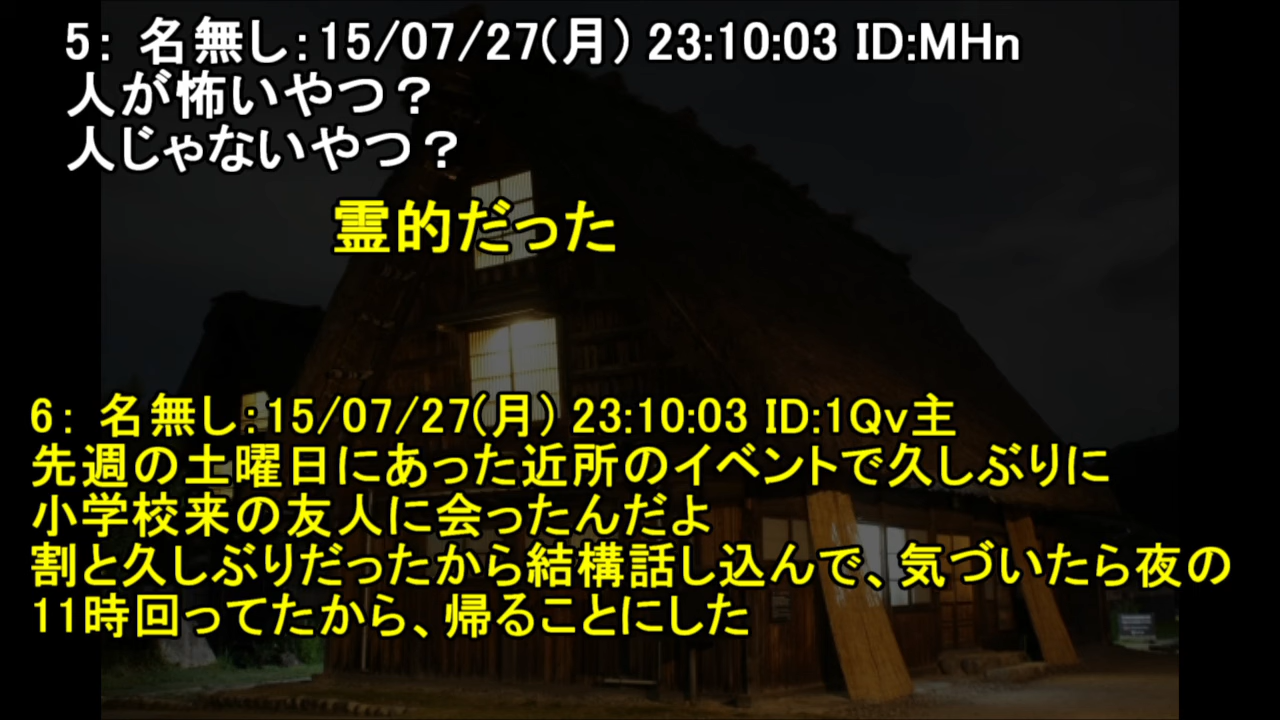 5： 名無し：15/07/27(月) 23:10:03 ID:MHn
人が怖いやつ？
人じゃないやつ？
霊的だった
6： 名無し：15/07/27(月) 23:10:03 ID:1Qv主
先週の土曜日にあった近所のイベントで久しぶりに
小学校来の友人に会ったんだよ
割と久しぶりだったから結構話し込んで、気づいたら夜の
11時回ってたから、帰ることにした